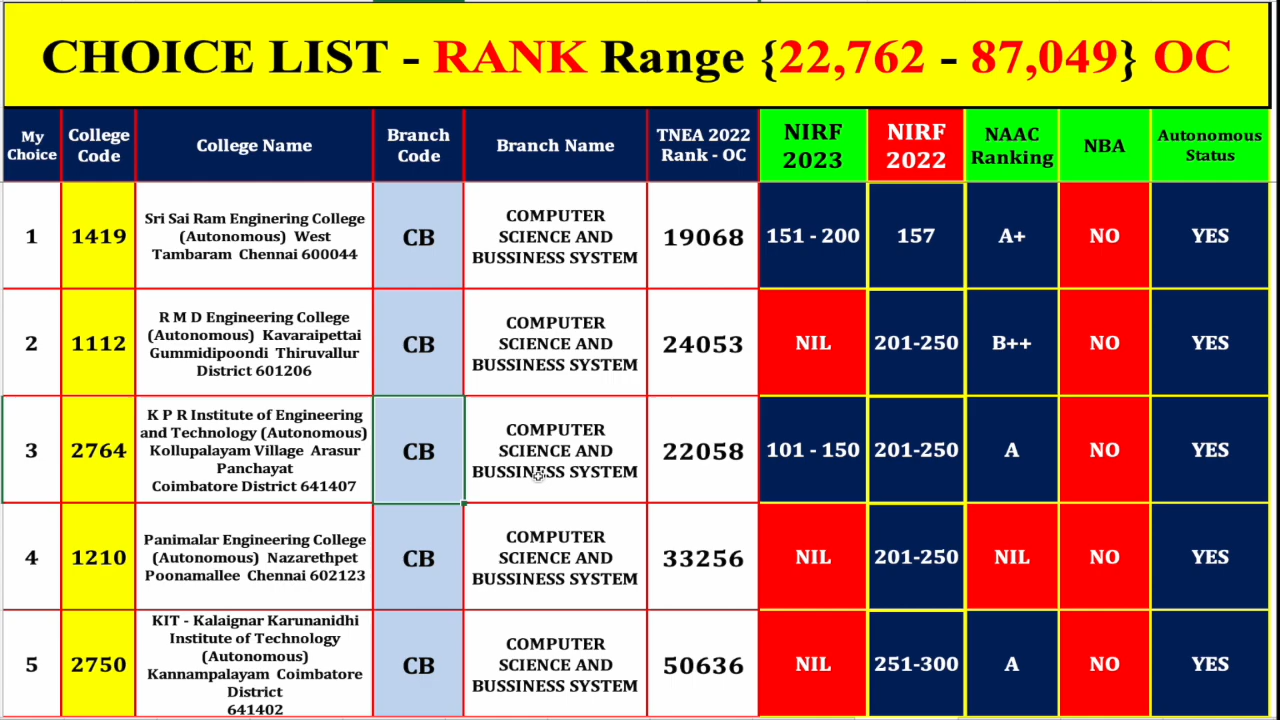 CHOICE LIST - RANK Range {22,762 - 87,049} OC
My Choice
College Code
College Name
Branch Code
Branch Name
TNEA 2022 Rank - OC
NIRF 2023
NIRF 2022
NAAC Ranking
NBA
Autonomous Status
1
1419
Sri Sai Ram Enginering College
(Autonomous) West
Tambaram Chennai 600044
CB
COMPUTER
SCIENCE AND
BUSSINESS SYSTEM
19068
151 - 200
157
A+
NO
YES
2
1112
R M D Engineering College
(Autonomous) Kavaraipettai
Gummidipoondi Thiruvallur
District 601206
CB
COMPUTER
SCIENCE AND
BUSSINESS SYSTEM
24053
NIL
201-250
B++
NO
YES
3
2764
K P R Institute of Engineering
and Technology (Autonomous)
Kollupalayam Village Arasur
Panchayat
Coimbatore District 641407
CB
COMPUTER
SCIENCE AND
BUSSINESS SYSTEM
22058
101 - 150
201-250
A
NO
YES
4
1210
Panimalar Engineering College
(Autonomous) Nazarethpet
Poonamallee Chennai 602123
CB
COMPUTER
SCIENCE AND
BUSSINESS SYSTEM
33256
NIL
201-250
NIL
NO
YES
5
2750
KIT - Kalaignar Karunanidhi
Institute of Technology
(Autonomous)
Kannampalayam Coimbatore
District
641402
CB
COMPUTER
SCIENCE AND
BUSSINESS SYSTEM
50636
NIL
251-300
A
NO
YES